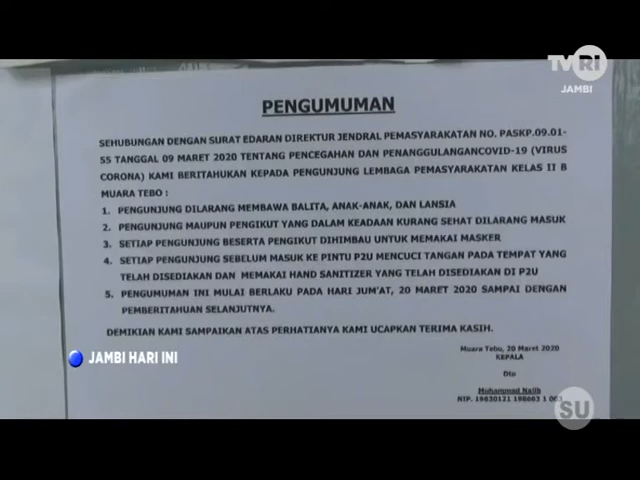 TVRI
JAMBI
PENGUMUMAN
SEHUBUNGAN DENGAN SURAT EDARAN DIREKTUR JENDRAL PEMASYARAKATAN NO. PASKP.09.01-
55 TANGGAL 09 MARET 2020 TENTANG PENCEGAHAN DAN PENANGGULANGANCOVID-19 (VIRUS
CORONA) KAMI BERITAHUKAN KEPADA PENGUNJUNG LEMBAGA PEMASYARAKATAN KELAS II B
MUARA TEBO :
1. PENGUNJUNG DILARANG MEMBAWA BALITA, ANAK-ANAK, DAN LANSIA
2. PENGUNJUNG MAUPUN PENGIKUT YANG DALAM KEADAAN KURANG SEHAT DILARANG MASUK
3. SETIAP PENGUNJUNG BESERTA PENGIKUT DIHIMBAU UNTUK MEMAKAI MASKER
4. SETIAP PENGUNJUNG SEBELUM MASUK KE PINTU P2U MENCUCI TANGAN PADA TEMPAT YANG
TELAH DISEDIAKAN DAN MEMAKAI HAND SANITIZER YANG TELAH DISEDIAKAN DI P2U
5. PENGUMUMAN INI MULAI BERLAKU PADA HARI JUM'AT, 20 MARET 2020 SAMPAI DENGAN
PEMBERITAHUAN SELANJUTNYA.
DEMIKIAN KAMI SAMPAIKAN ATAS PERHATIANYA KAMI UCAPKAN TERIMA KASIH.
JAMBI HARI INI
Muara Tebo, 20 Maret 2020
KEPALA
Dto
Muhammad Najib
NIP. 19630121 198603 1
SU